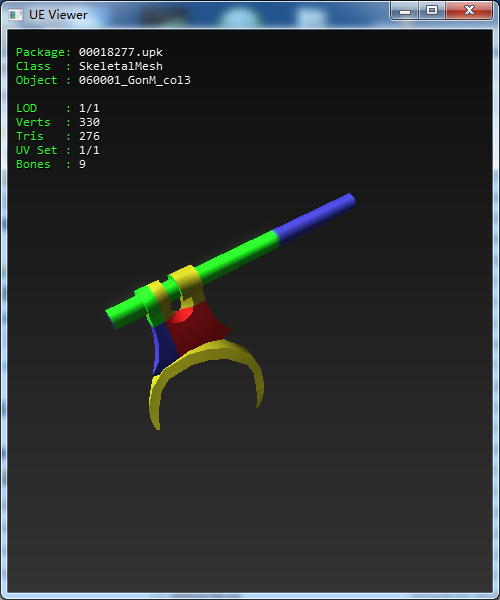 UE Viewer
Package: 00018277.upk
Class : SkeletalMesh
Object : 060001_GonM_col3
LOD : 1/1
Verts : 330
Tris : 276
UV Set : 1/1
Bones : 9